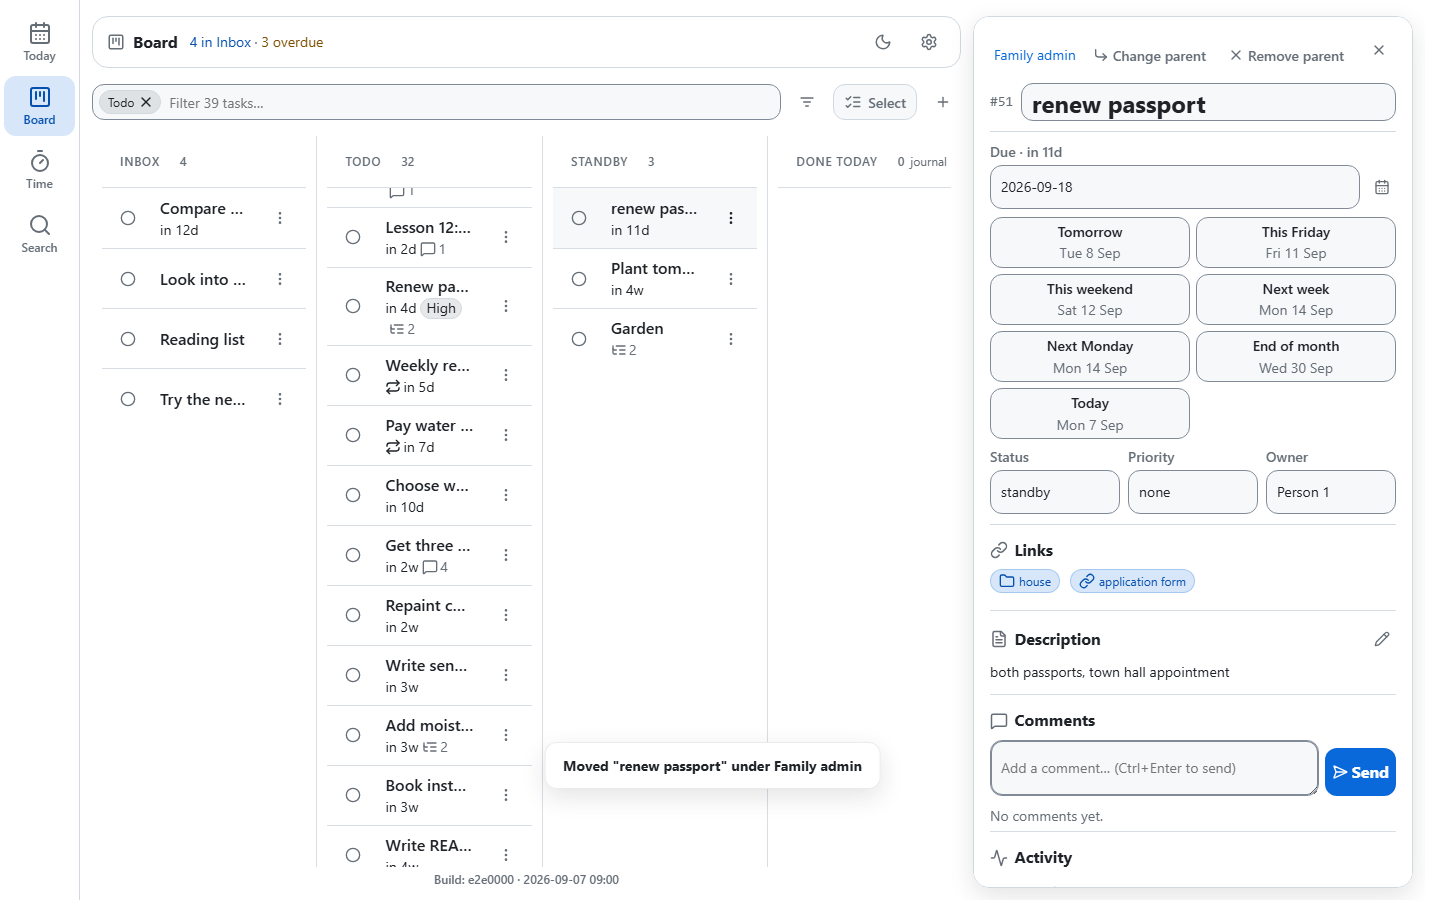 Today
Board
Time
Search
Board 4 in Inbox · 3 overdue
Todo Filter 39 tasks...
Select
INBOX 4
Compare ...
in 12d
Look into ...
Reading list
Try the ne...
TODO 32
1
Lesson 12:...
in 2d 1
Renew pa...
in 4d High
2
Weekly re...
in 5d
Pay water ...
in 7d
Choose w...
in 10d
Get three ...
in 2w 4
Repaint c...
in 2w
Write sen...
in 3w
Add moist...
in 3w 2
Book inst...
in 3w
Write REA...
in 4w
STANDBY 3
renew pas...
in 11d
Plant tom...
in 4w
Garden
2
DONE TODAY 0 journal
Moved "renew passport" under Family admin
Build: e2e0000 · 2026-09-07 09:00
Family admin Change parent Remove parent
#51 renew passport
Due · in 11d
2026-09-18
Tomorrow
Tue 8 Sep
This Friday
Fri 11 Sep
This weekend
Sat 12 Sep
Next week
Mon 14 Sep
Next Monday
Mon 14 Sep
End of month
Wed 30 Sep
Today
Mon 7 Sep
Status Priority Owner
standby none Person 1
Links
house application form
Description
both passports, town hall appointment
Comments
Add a comment... (Ctrl+Enter to send)
Send
No comments yet.
Activity